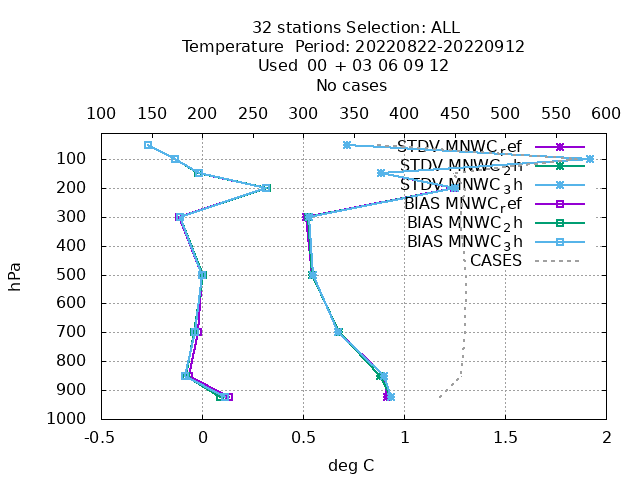 32 stations Selection: ALL
Temperature Period: 20220822-20220912
Used 00 + 03 06 09 12
No cases
100 150 200 250 300 350 400 450 500 550 600
STDV MNWC_ref
STDV MNWC_2h
STDV MNWC_3h
BIAS MNWC_ref
BIAS MNWC_2h
BIAS MNWC_3h
CASES
hPa
100
200
300
400
500
600
700
800
900
1000
-0.5 0 0.5 1 1.5 2
deg C